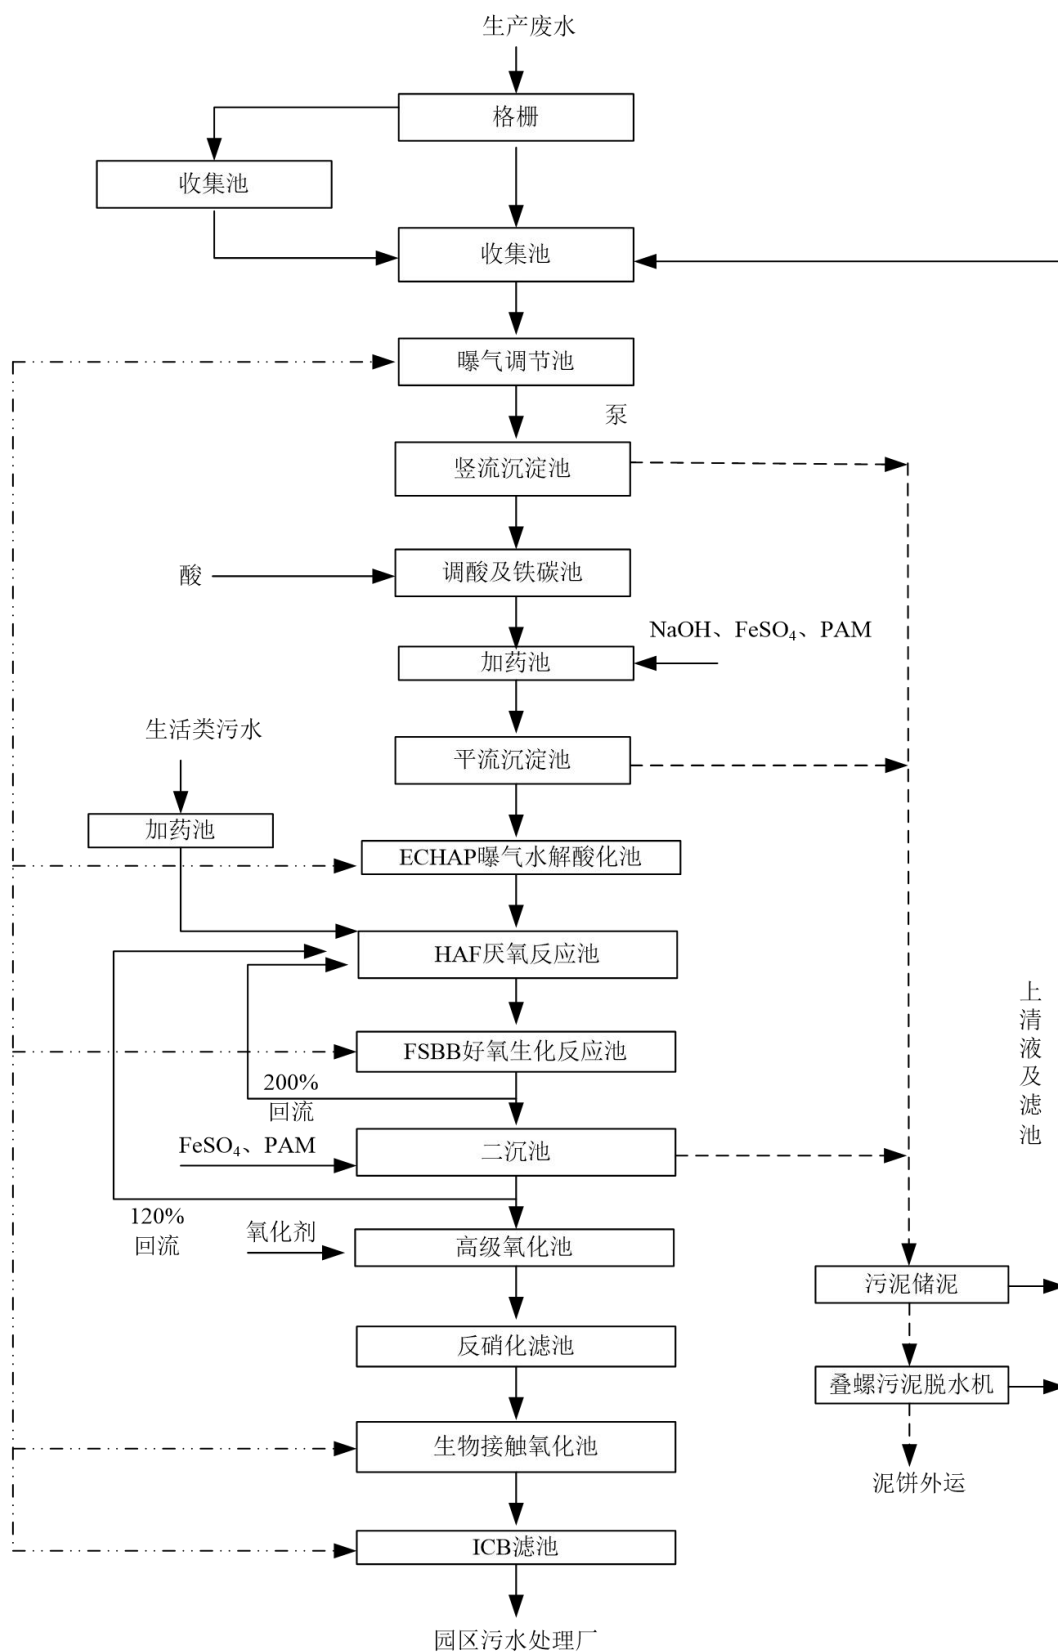 生产废水
格栅
收集池
收集池
曝气调节池
泵
竖流沉淀池
酸
调酸及铁碳池
NaOH、FeSO₄、PAM
加药池
生活类污水
平流沉淀池
加药池
ECHAP曝气水解酸化池
HAF厌氧反应池
上清液及滤池
FSBB好氧生化反应池
200%
回流
FeSO₄、PAM
二沉池
120%
回流
氧化剂
高级氧化池
污泥储泥
反硝化滤池
叠螺污泥脱水机
生物接触氧化池
泥饼外运
ICB滤池
园区污水处理厂